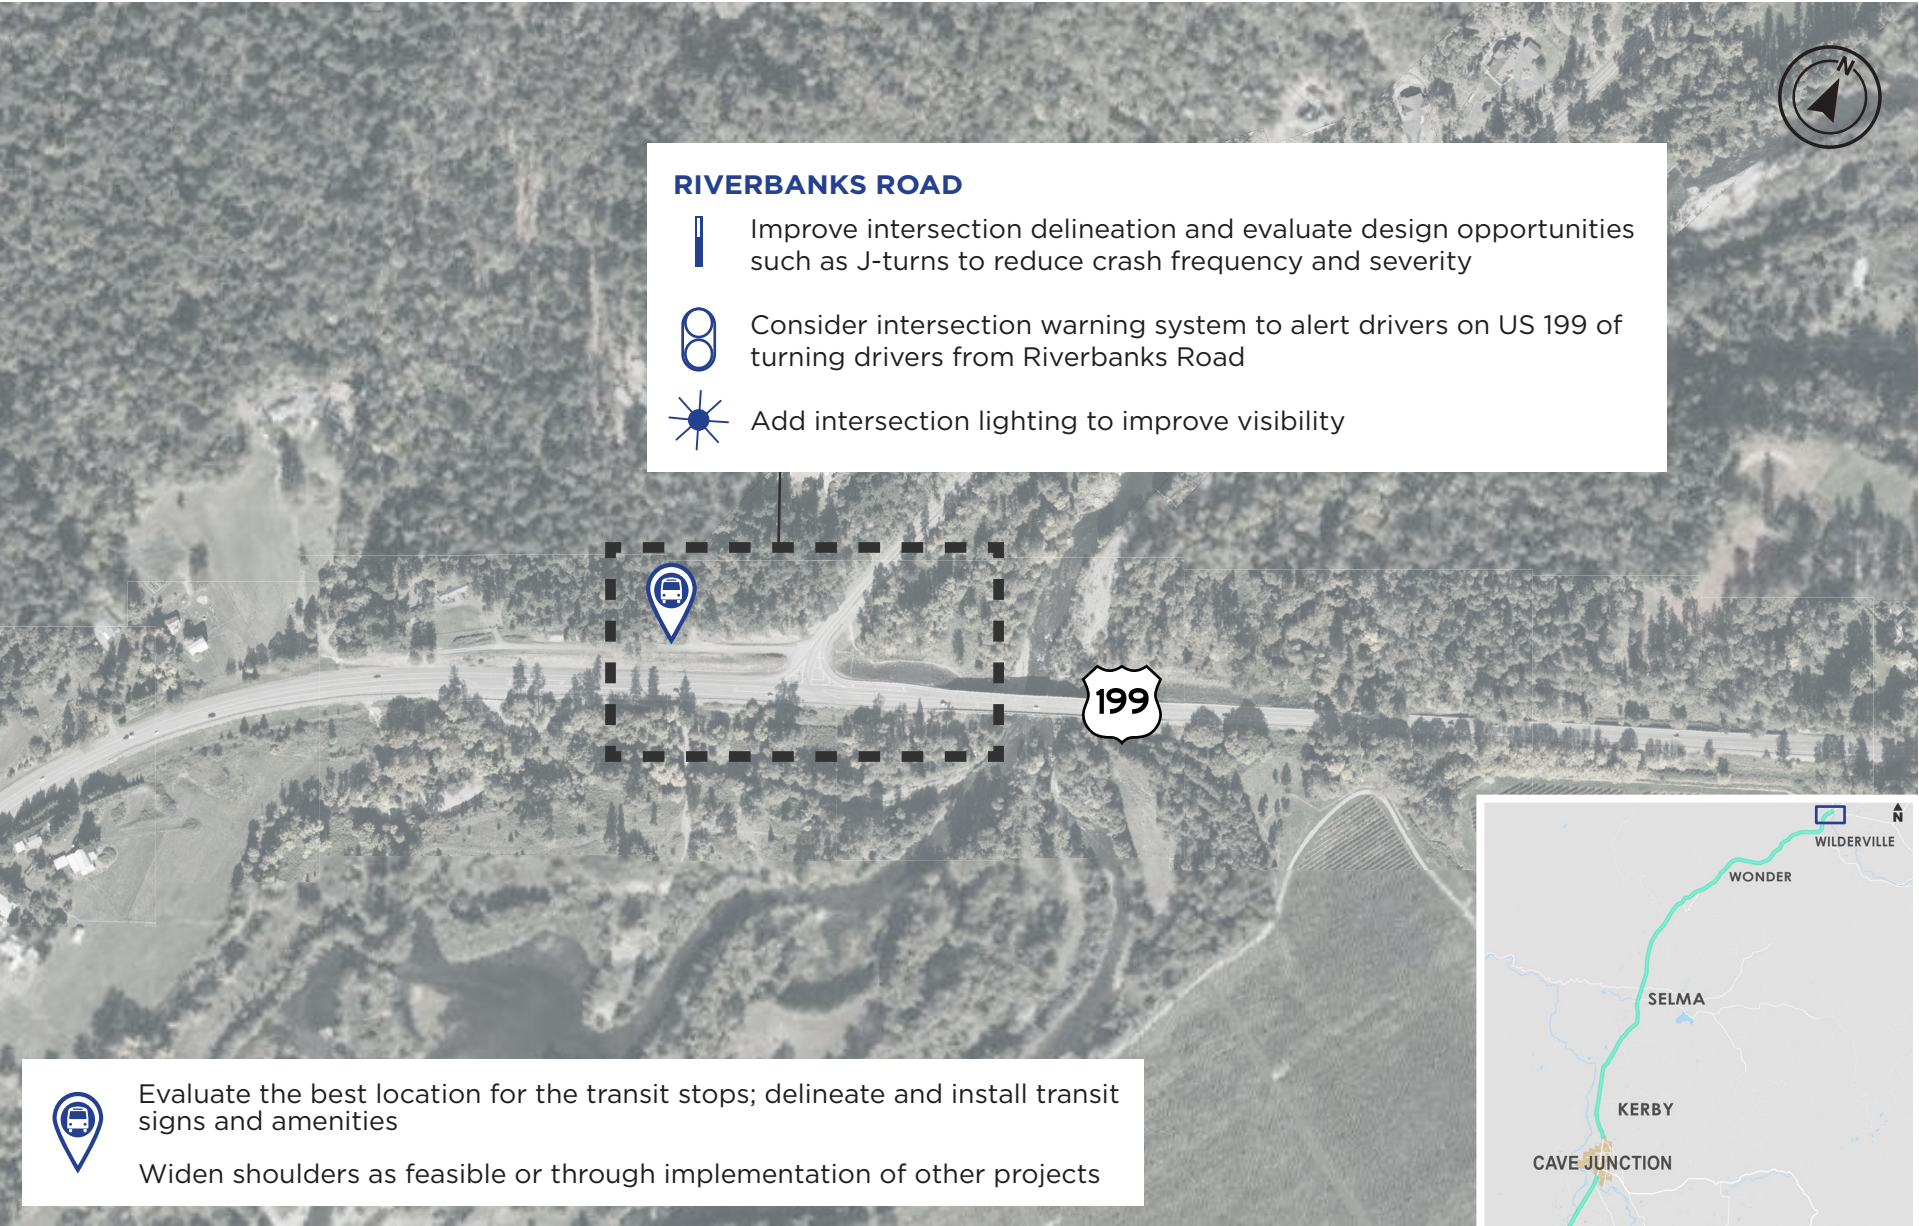 N
RIVERBANKS ROAD
Improve intersection delineation and evaluate design opportunities
such as J-turns to reduce crash frequency and severity
Consider intersection warning system to alert drivers on US 199 of
turning drivers from Riverbanks Road
Add intersection lighting to improve visibility
199
Evaluate the best location for the transit stops; delineate and install transit
signs and amenities
Widen shoulders as feasible or through implementation of other projects
N
WILDERVILLE
WONDER
SELMA
KERBY
CAVE JUNCTION